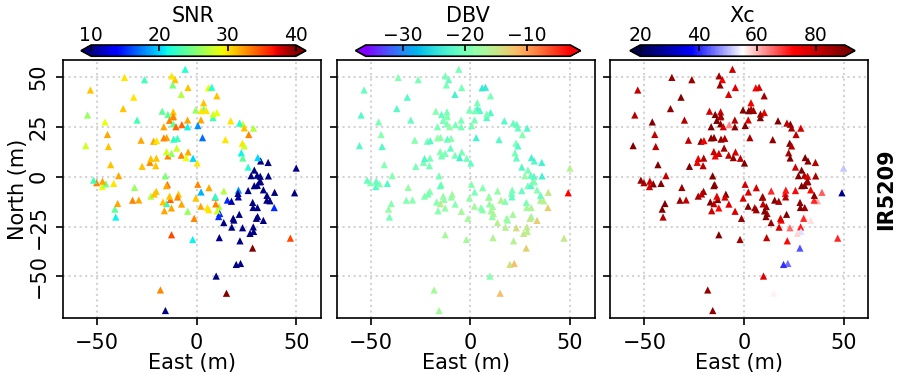 SNR DBV Xc
10 20 30 40 −30 −20 −10 20 40 60 80
North (m)
50
25
0
−25
−50
−50 0 50 −50 0 50 −50 0 50
East (m) East (m) East (m)
IR5209